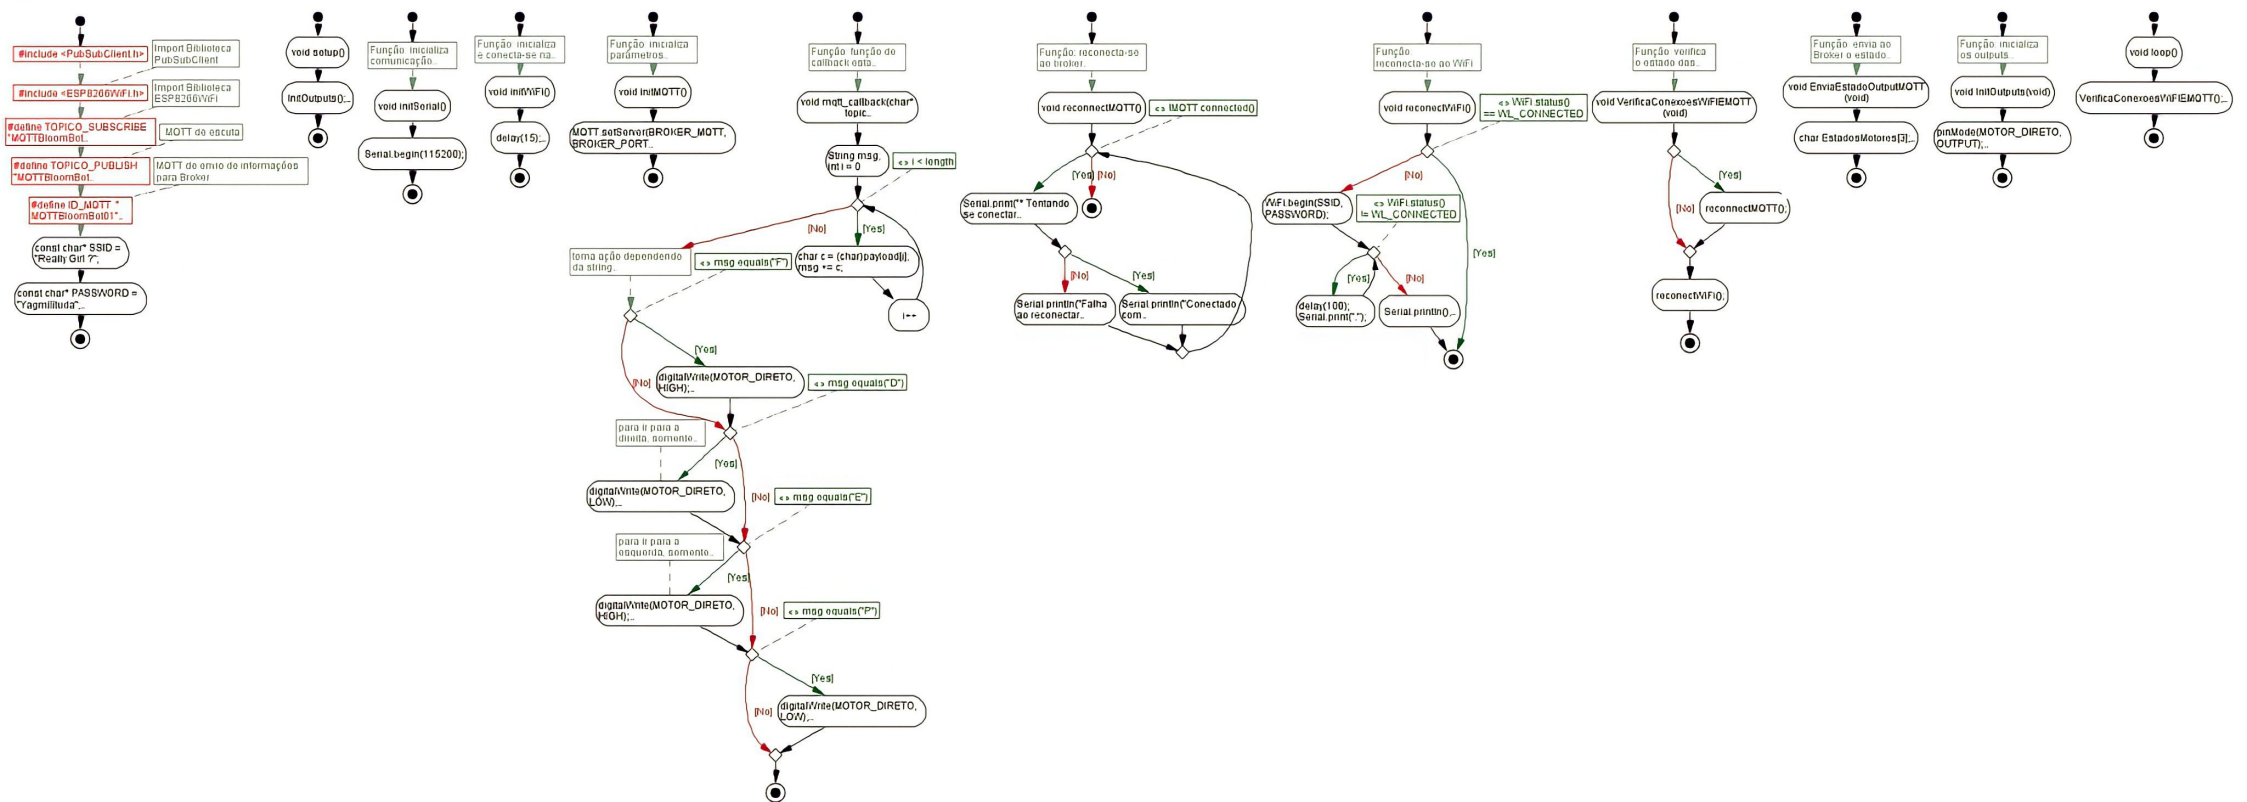 #include <PubSubClient.h>
Import Biblioteca
PubSubClient
#include <ESP8266WiFi.h>
Import Biblioteca
ESP8266WiFi
#define TOPICO_SUBSCRIBE
"MQTTBloomBot..
MQTT de escuta
#define TOPICO_PUBLISH
"MQTTBloomBot..
MQTT de envio de informações
para Broker
#define ID_MQTT "
MQTTBloomBot01"..
const char* SSID =
"Really Girl ?";
const char* PASSWORD =
"Yagmilituda";..
void setup()
InitOutputs();..
Função: inicializa
comunicação..
void initSerial()
Serial.begin(115200);
Função: inicializa
e conecta-se na..
void initWiFi()
delay(15);..
Função: inicializa
parâmetros..
void initMQTT()
MQTT.setServer(BROKER_MQTT,
BROKER_PORT..
Função: função de
callback esta..
void mqtt_callback(char*
topic..
String msg,
int i = 0
<> i < length
[No]
[Yes]
char c = (char)payload[i],
msg += c;
i++
toma ação dependendo
da string..
<> msg equals("F")
[Yes]
[No]
digitalWrite(MOTOR_DIRETO,
HIGH);..
<> msg equals("D")
para ir para a
direita, somente..
[Yes]
digitalWrite(MOTOR_DIRETO,
LOW),..
[No]
<> msg equals("E")
para ir para a
esquerda, somente..
[Yes]
digitalWrite(MOTOR_DIRETO,
HIGH);..
[No]
<> msg equals("P")
[Yes]
[No]
digitalWrite(MOTOR_DIRETO,
LOW),..
Função: reconecta-se
ao broker..
void reconnectMQTT()
<> !MQTT connected()
[Yes]
[No]
Serial.print("* Tentando
se conectar..
[No]
[Yes]
Serial println("Falha
ao reconectar..
Serial println("Conectado
com..
Função:
reconecta-se ao WiFi
void reconectWiFi()
<> WiFi.status()
== WL_CONNECTED
[No]
WiFi.begin(SSID,
PASSWORD);
<> WiFi.status()
!= WL_CONNECTED
[Yes]
[Yes]
[No]
delay(100);
Serial.print(".");
Serial.println(),..
Função: verifica
o estado das..
void VerificaConexoesWiFIEMQTT
(void)
[Yes]
[No]
reconnectMQTT();
reconectWiFi();
Função: envia ao
Broker o estado..
void EnviaEstadoOutputMQTT
(void)
char EstadosMotores[3];..
Função: inicializa
os outputs..
void InitOutputs(void)
pinMode(MOTOR_DIRETO,
OUTPUT);..
void loop()
VerificaConexoesWiFIEMQTT();..